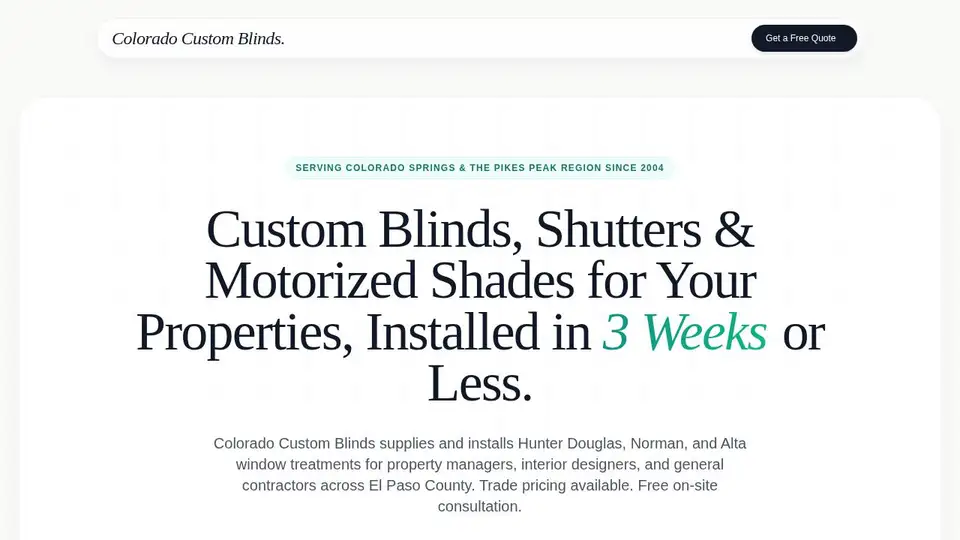 Colorado Custom Blinds.
Get a Free Quote
SERVING COLORADO SPRINGS & THE PIKES PEAK REGION SINCE 2004
Custom Blinds, Shutters &
Motorized Shades for Your
Properties, Installed in 3 Weeks or
Less.
Colorado Custom Blinds supplies and installs Hunter Douglas, Norman, and Alta
window treatments for property managers, interior designers, and general
contractors across El Paso County. Trade pricing available. Free on-site
consultation.